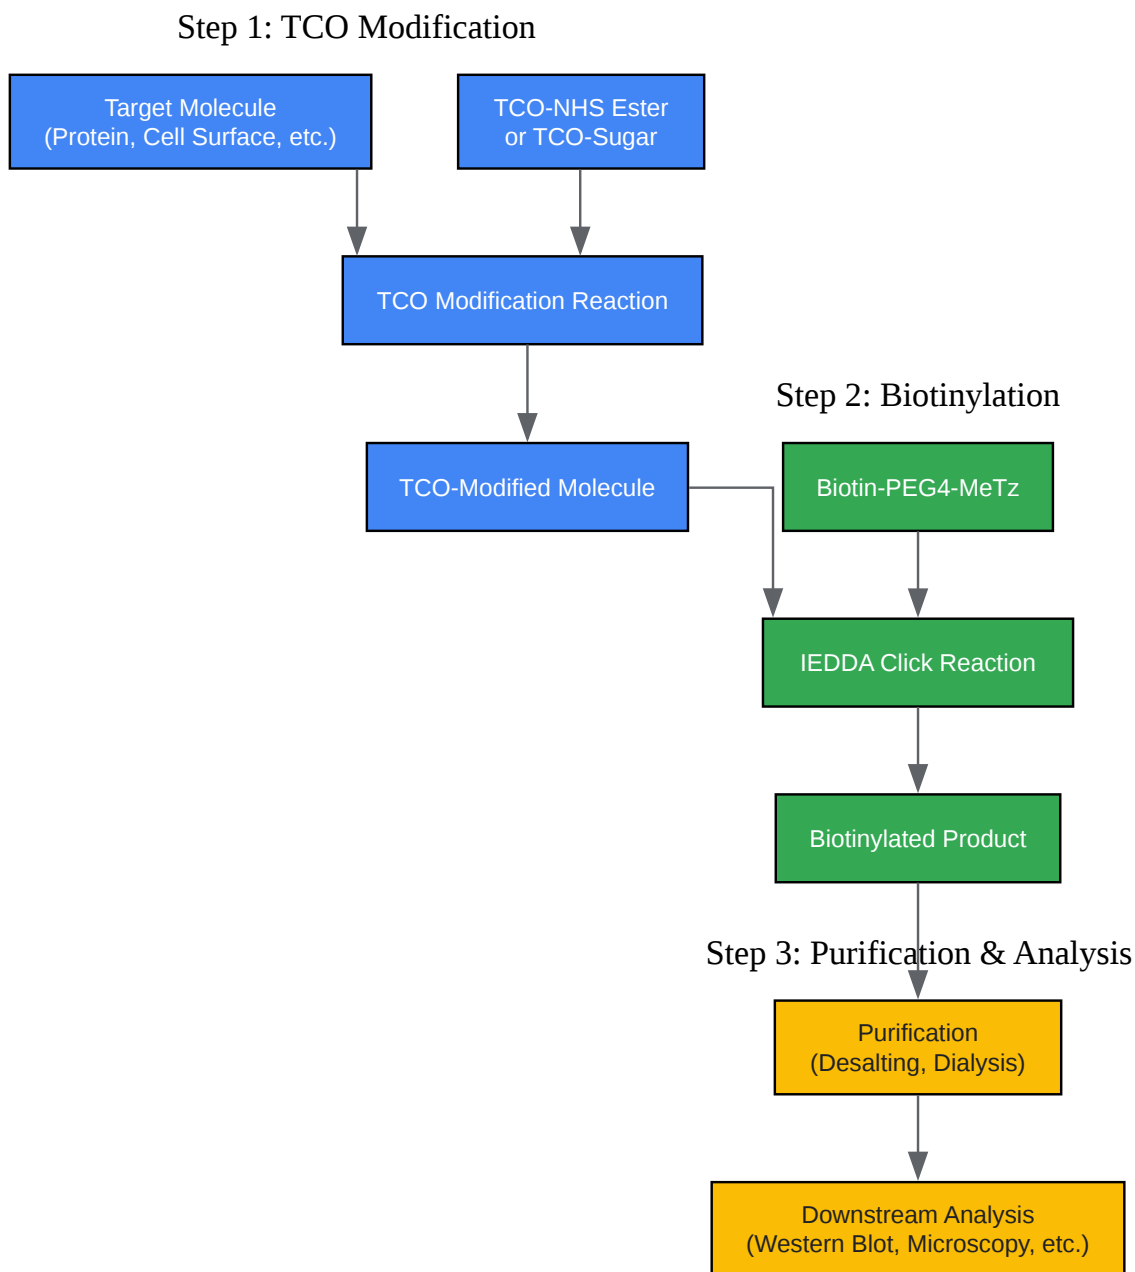 Step 1: TCO Modification
Target Molecule
(Protein, Cell Surface, etc.)
TCO-NHS Ester
or TCO-Sugar
TCO Modification Reaction
Step 2: Biotinylation
TCO-Modified Molecule
Biotin-PEG4-MeTz
IEDDA Click Reaction
Biotinylated Product
Step 3: Purification & Analysis
Purification
(Desalting, Dialysis)
Downstream Analysis
(Western Blot, Microscopy, etc.)